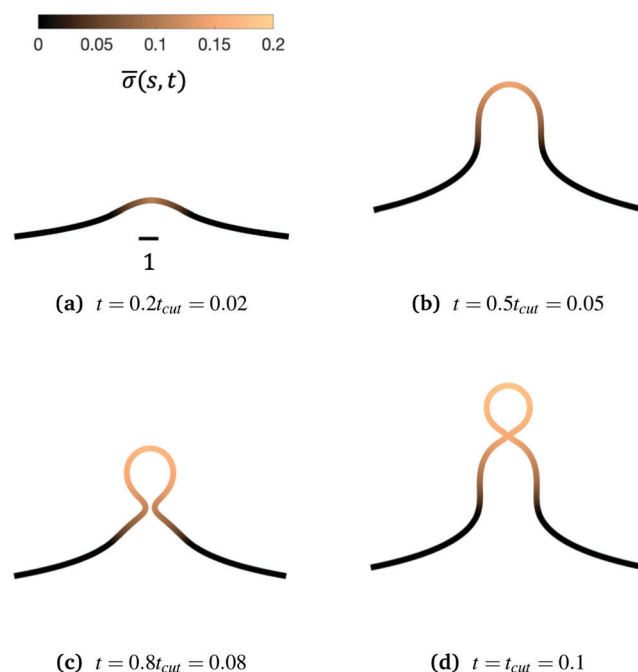 0 0.05 0.1 0.15 0.2
σ̅(s, t)
1
(a) t = 0.2t_cut = 0.02
(b) t = 0.5t_cut = 0.05
(c) t = 0.8t_cut = 0.08
(d) t = t_cut = 0.1